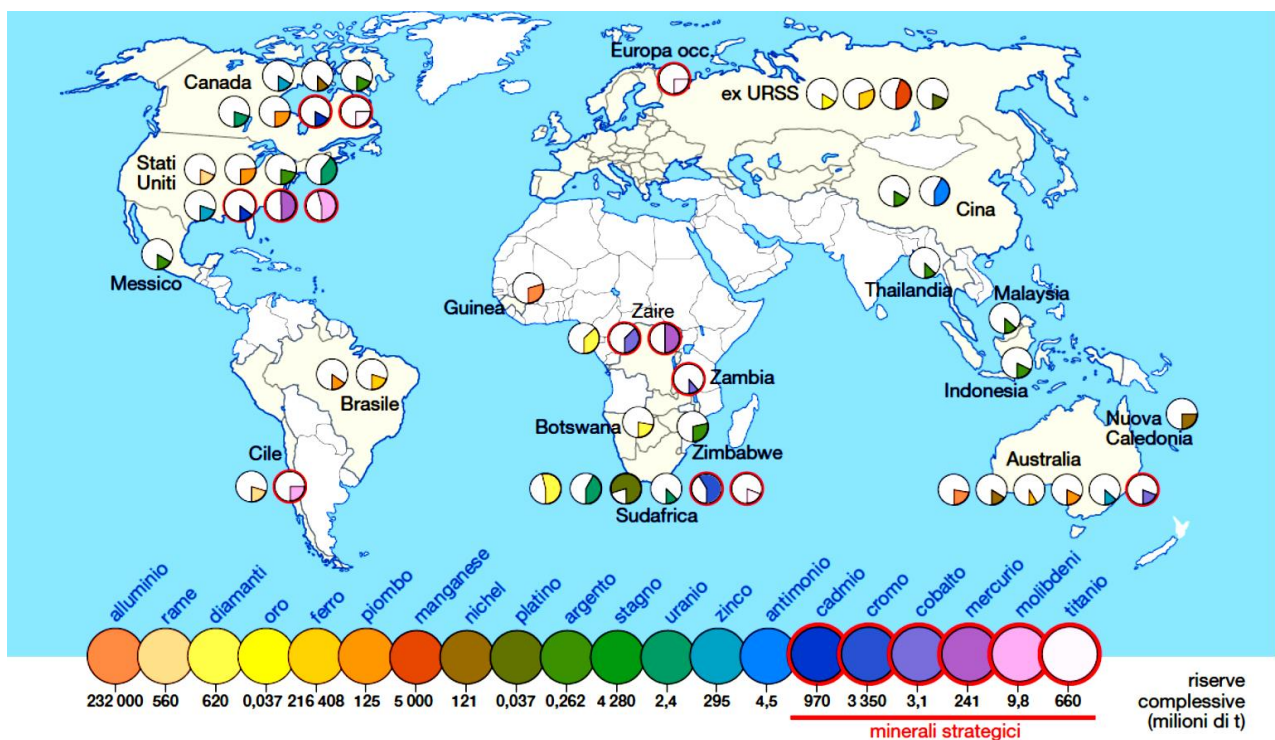 Europa occ.
Canada
ex URSS
Stati
Uniti
Cina
Messico
Thailandia
Malaysia
Guinea
Zaire
Zambia
Indonesia
Brasile
Botswana
Nuova
Caledonia
Zimbabwe
Cile
Australia
Sudafrica
alluminio
rame
diamanti
oro
ferro
piombo
manganese
nichel
platino
argento
stagno
uranio
zinco
antimonio
cadmio
cromo
cobalto
mercurio
molibdeni
titanio
232 000 560 620 0,037 216 408 125 5 000 121 0,037 0,262 4 280 2,4 295 4,5 970 3 350 3,1 241 9,8 660
riserve
complessive
(milioni di t)
minerali strategici